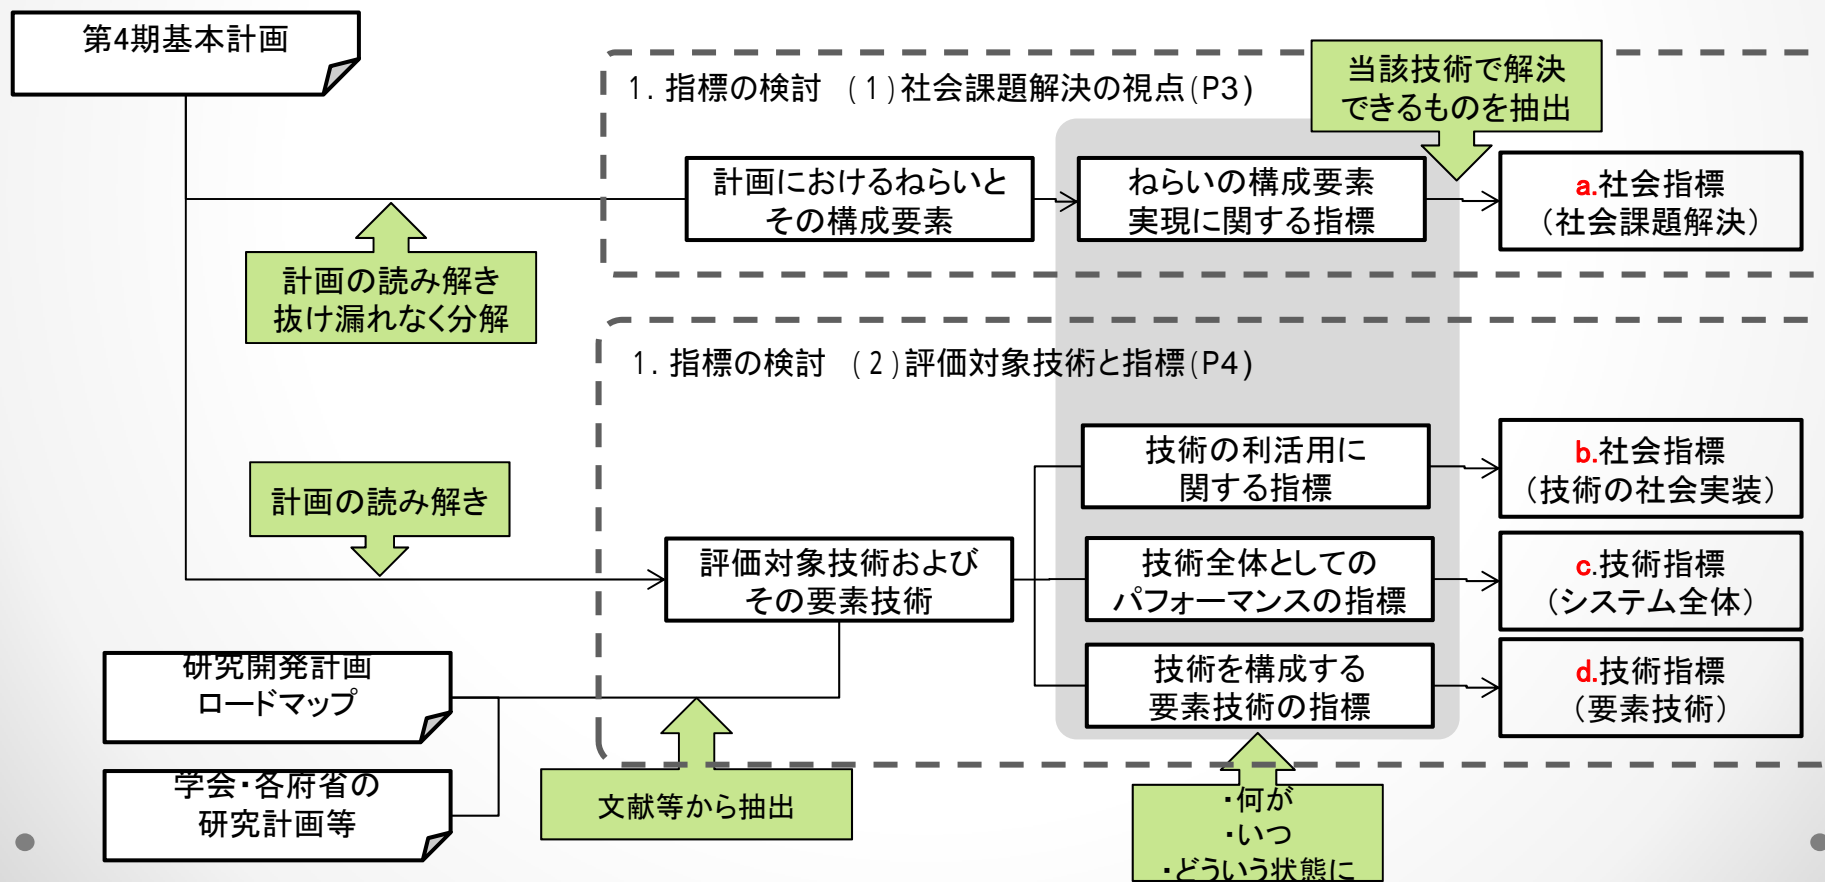 第4期基本計画
1. 指標の検討 (1)社会課題解決の視点(P3)
当該技術で解決
できるものを抽出
計画におけるねらいと
その構成要素
ねらいの構成要素
実現に関する指標
a.社会指標
(社会課題解決)
計画の読み解き
抜け漏れなく分解
1. 指標の検討 (2)評価対象技術と指標(P4)
技術の利活用に
関する指標
b.社会指標
(技術の社会実装)
計画の読み解き
評価対象技術および
その要素技術
技術全体としての
パフォーマンスの指標
c.技術指標
(システム全体)
研究開発計画
ロードマップ
技術を構成する
要素技術の指標
d.技術指標
(要素技術)
学会・各府省の
研究計画等
文献等から抽出
・何が
・いつ
・どういう状態に